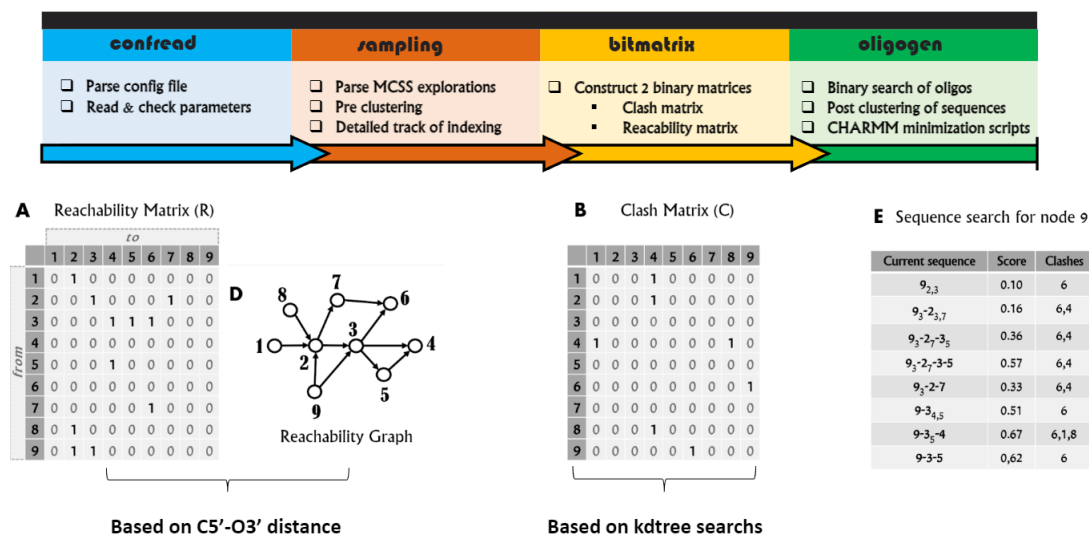 confread
sampling
bitmatrix
oligogen
❑ Parse config file
❑ Read & check parameters
❑ Parse MCSS explorations
❑ Pre clustering
❑ Detailed track of indexing
❑ Construct 2 binary matrices
▪ Clash matrix
▪ Reacability matrix
❑ Binary search of oligos
❑ Post clustering of sequences
❑ CHARMM minimization scripts
A Reachability Matrix (R)
to
from
1 2 3 4 5 6 7 8 9
1 0 1 0 0 0 0 0 0 0
2 0 0 1 0 0 0 1 0 0
3 0 0 0 1 1 1 0 0 0
4 0 0 0 0 0 0 0 0 0
5 0 0 0 1 0 0 0 0 0
6 0 0 0 0 0 0 0 0 0
7 0 0 0 0 0 1 0 0 0
8 0 1 0 0 0 0 0 0 0
9 0 1 1 0 0 0 0 0 0
D
7
8
6
1
2
3
4
5
9
Reachability Graph
Based on C5’-O3’ distance
B Clash Matrix (C)
1 2 3 4 5 6 7 8 9
1 0 0 0 1 0 0 0 0 0
2 0 0 0 1 0 0 0 0 0
3 0 0 0 0 0 0 0 0 0
4 1 0 0 0 0 0 0 1 0
5 0 0 0 0 0 0 0 0 0
6 0 0 0 0 0 0 0 0 1
7 0 0 0 0 0 0 0 0 0
8 0 0 0 1 0 0 0 0 0
9 0 0 0 0 0 1 0 0 0
Based on kdtree searchs
E Sequence search for node 9
Current sequence Score Clashes
9₂,₃ 0.10 6
9₃-2₃,₇ 0.16 6,4
9₃-2₇-3₅ 0.36 6,4
9₃-2₇-3-5 0.57 6,4
9₃-2-7 0.33 6,4
9-3₄,₅ 0.51 6
9-3₅-4 0.67 6,1,8
9-3-5 0,62 6